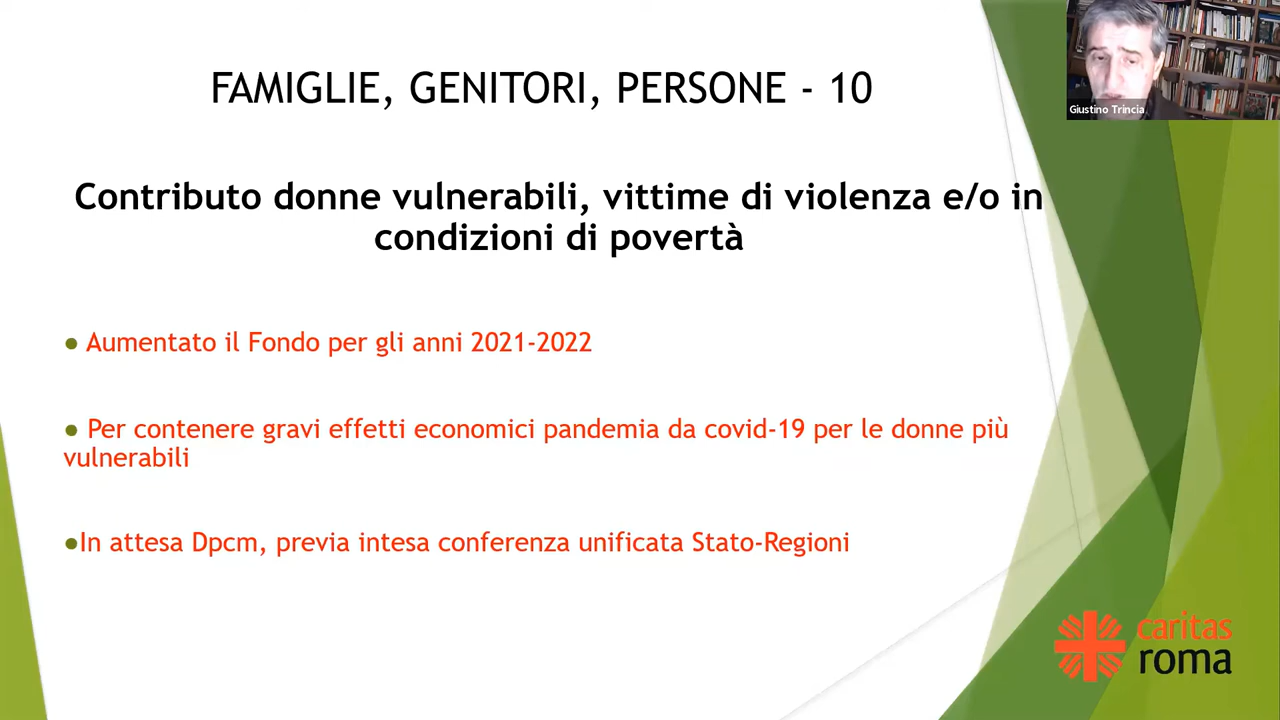 FAMIGLIE, GENITORI, PERSONE - 10
Giustino Trincia
Contributo donne vulnerabili, vittime di violenza e/o in
condizioni di povertà
● Aumentato il Fondo per gli anni 2021-2022
● Per contenere gravi effetti economici pandemia da covid-19 per le donne più
vulnerabili
●In attesa Dpcm, previa intesa conferenza unificata Stato-Regioni
caritas
roma